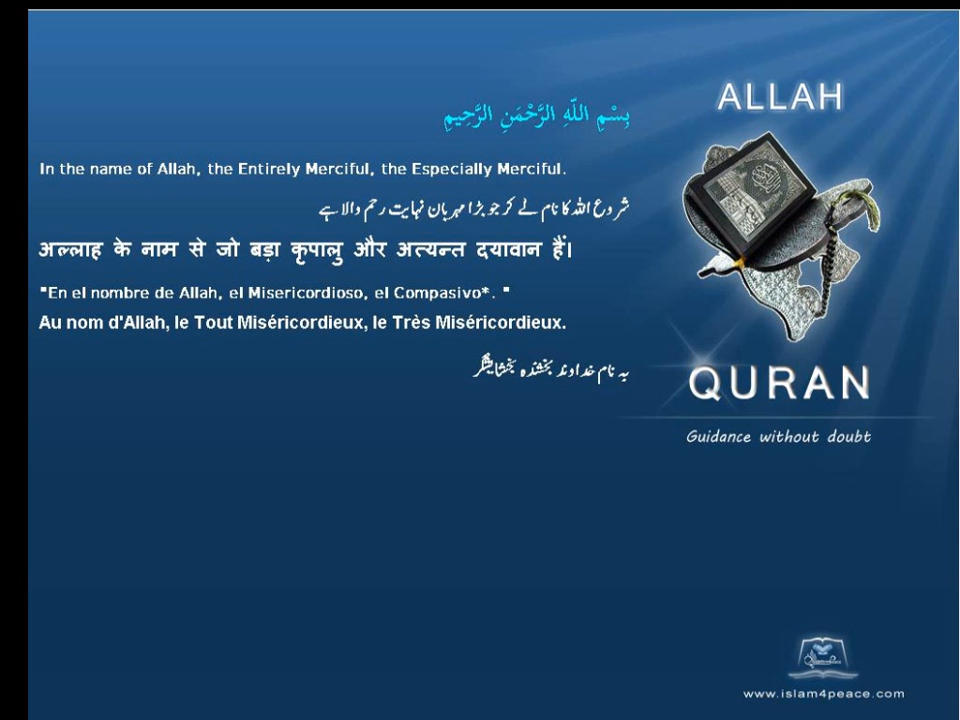 بِسْمِ اللَّهِ الرَّحْمَنِ الرَّحِيمِ
In the name of Allah, the Entirely Merciful, the Especially Merciful.
شروع الله کا نام لے کر جو بڑا مہربان نہایت رحم والا ہے
अल्लाह के नाम से जो बड़ा कृपालु और अत्यन्त दयावान हैं।
"En el nombre de Allah, el Misericordioso, el Compasivo*. "
Au nom d'Allah, le Tout Miséricordieux, le Très Miséricordieux.
به نام خداوند بخشنده بخشایشگر
ALLAH
QURAN
Guidance without doubt
www.islam4peace.com